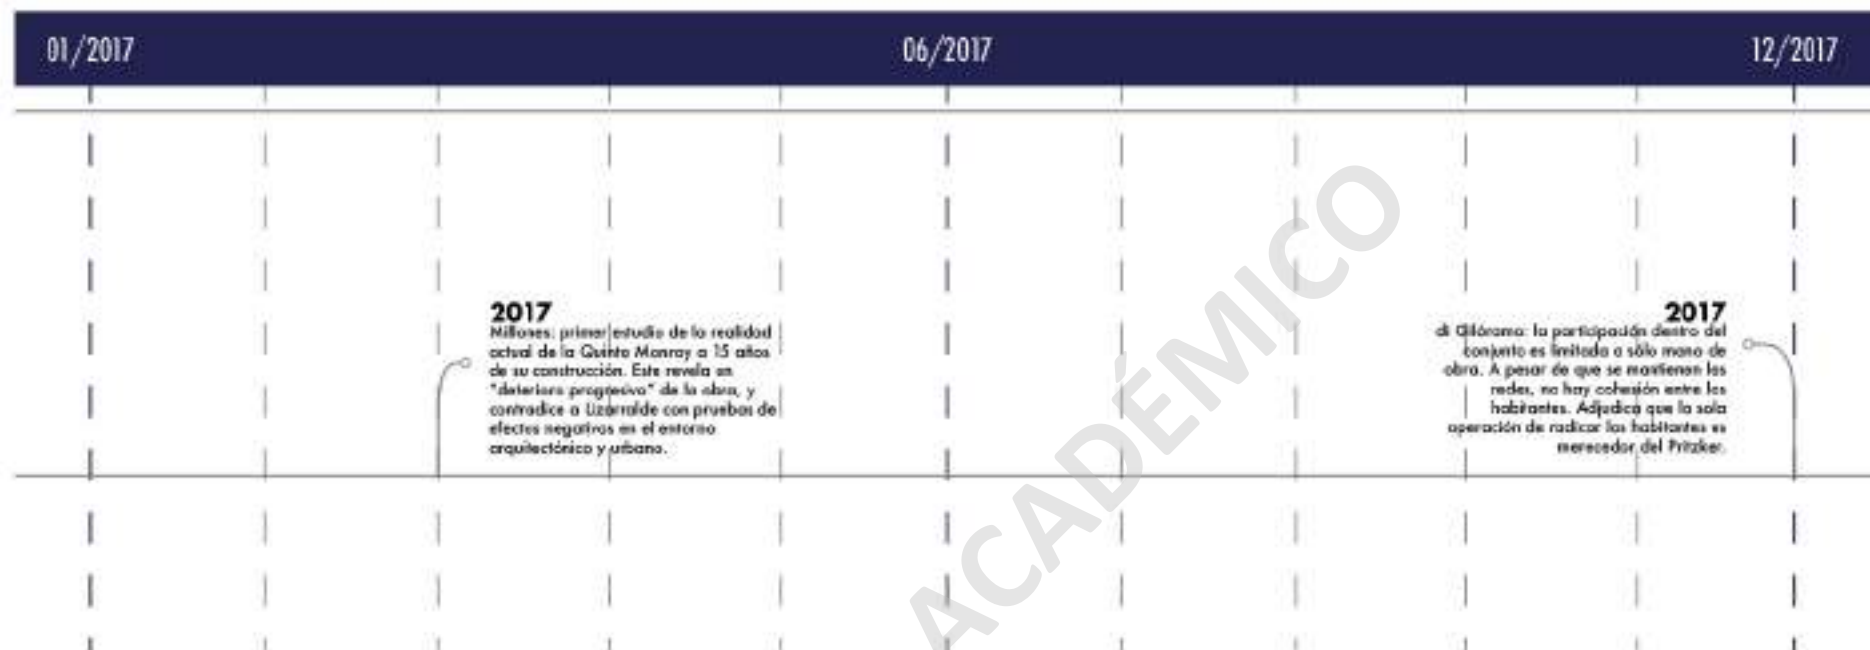 01/2017
06/2017
12/2017
2017
Millones: primer estudio de la realidad
actual de la Quinta Monroy a 15 años
de su construcción. Este revela un
"deterioro progresivo" de la obra, y
contradice a Lizarralde con pruebas de
efectos negativos en el entorno
arquitectónico y urbano.
2017
di Girólamo: la participación dentro del
conjunto es limitada a sólo mano de
obra. A pesar de que se mantienen las
redes, no hay cohesión entre los
habitantes. Adjudica que la sola
operación de radicar los habitantes es
merecedor del Pritzker.
ACADÉMICO